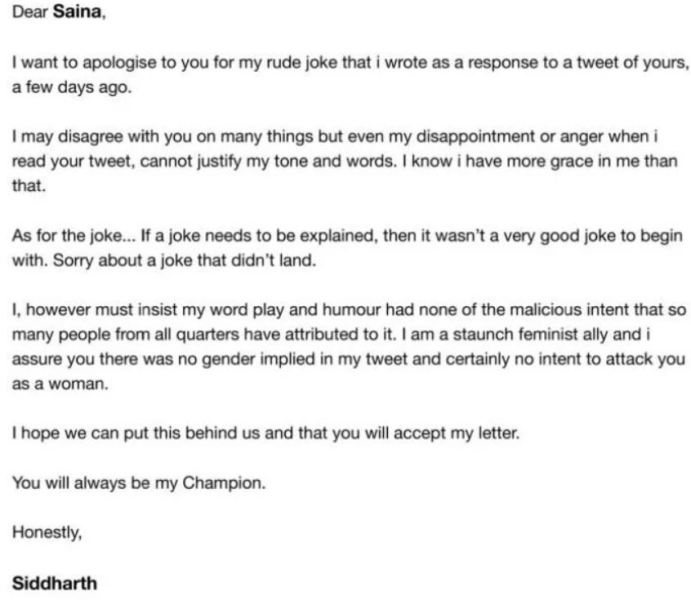 Dear Saina,
I want to apologise to you for my rude joke that i wrote as a response to a tweet of yours,
a few days ago.
I may disagree with you on many things but even my disappointment or anger when i
read your tweet, cannot justify my tone and words. I know i have more grace in me than
that.
As for the joke... If a joke needs to be explained, then it wasn't a very good joke to begin
with. Sorry about a joke that didn't land.
I, however must insist my word play and humour had none of the malicious intent that so
many people from all quarters have attributed to it. I am a staunch feminist ally and i
assure you there was no gender implied in my tweet and certainly no intent to attack you
as a woman.
I hope we can put this behind us and that you will accept my letter.
You will always be my Champion.
Honestly,
Siddharth